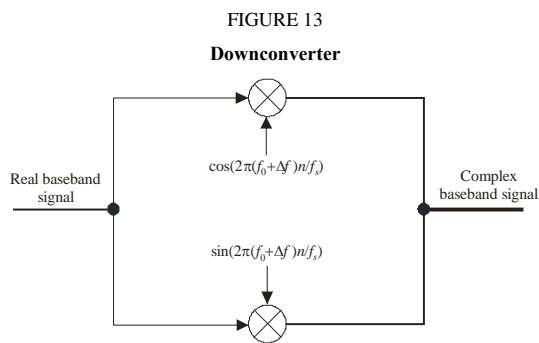 FIGURE 13
Downconverter
cos(2π(f₀+Δf)n/fₛ)
Real baseband
signal
Complex
baseband signal
sin(2π(f₀+Δf)n/fₛ)